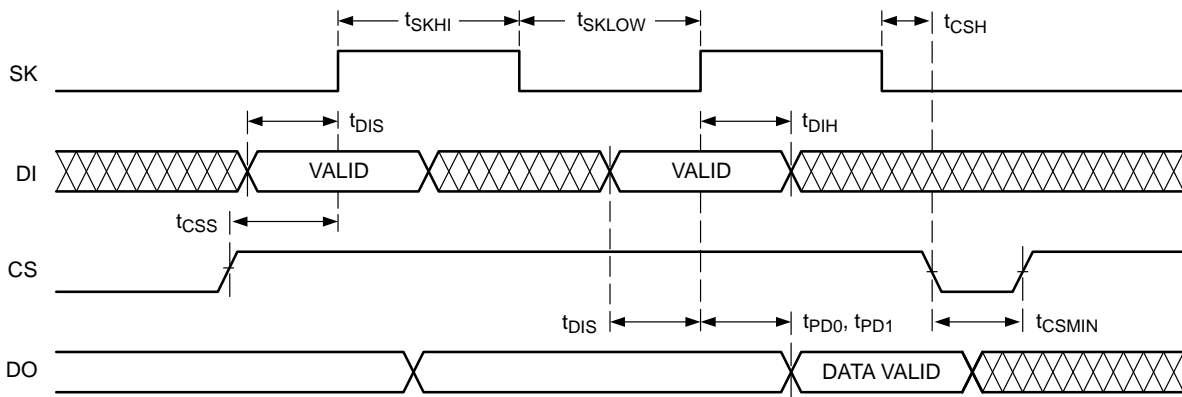 tSKHI tSKLOW tCSH
SK
tDIS tDIH
DI VALID VALID
tCSS
CS
tDIS tPD0, tPD1 tCSMIN
DO DATA VALID